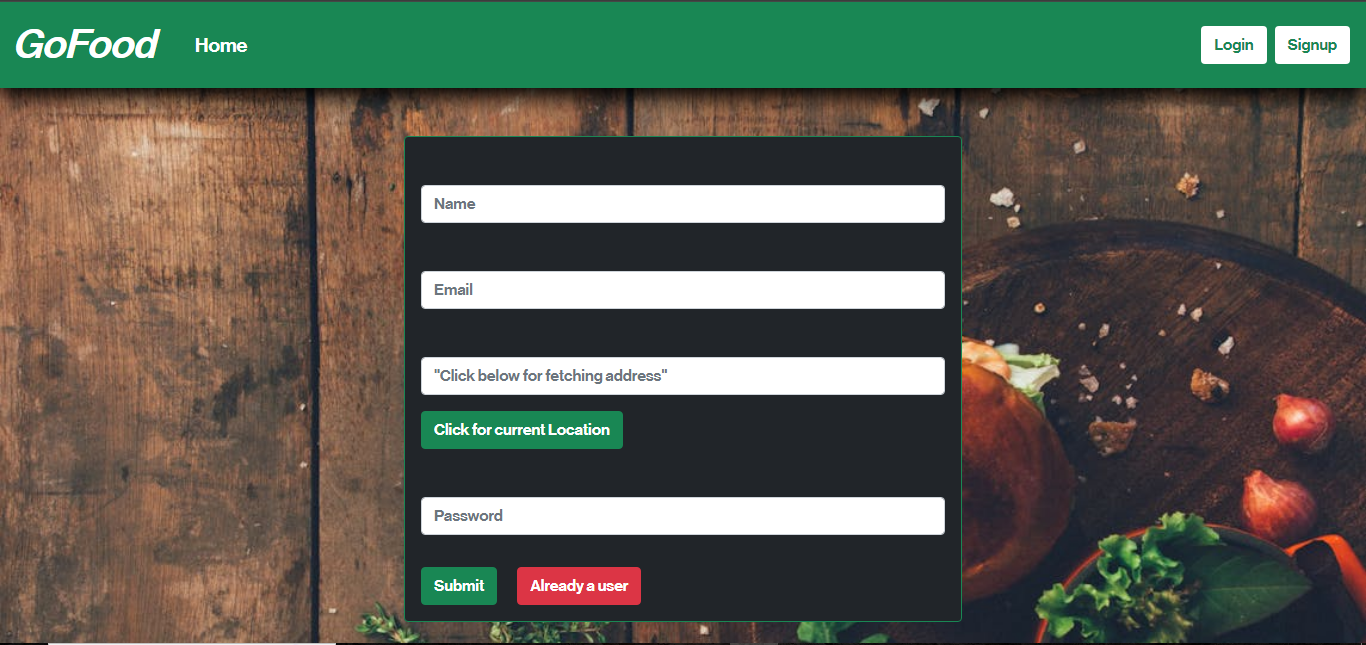 GoFood Home Login Signup
Name
Email
"Click below for fetching address"
Click for current Location
Password
Submit Already a user